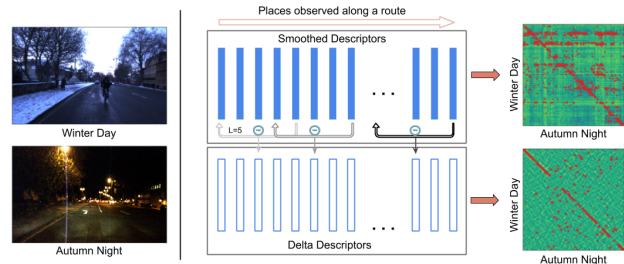 Places observed along a route
Smoothed Descriptors
...
L=5
Delta Descriptors
...
Winter Day
Autumn Night
Winter Day
Autumn Night
Winter Day
Autumn Night